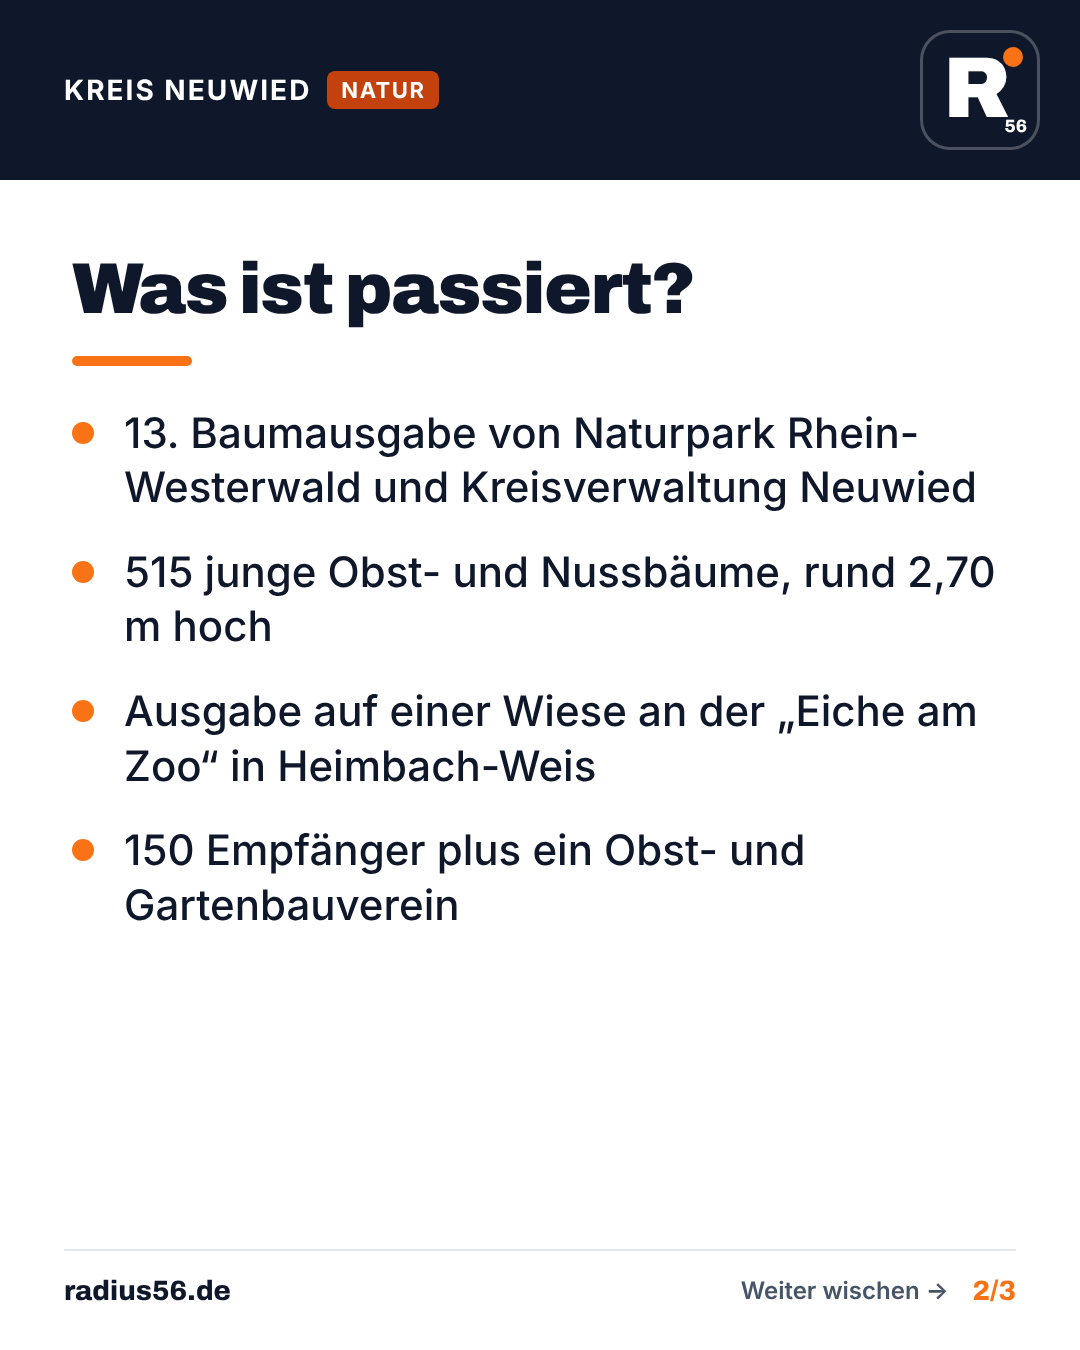 KREIS NEUWIED NATUR
R
56
Was ist passiert?
13. Baumausgabe von Naturpark Rhein-
Westerwald und Kreisverwaltung Neuwied
515 junge Obst- und Nussbäume, rund 2,70
m hoch
Ausgabe auf einer Wiese an der „Eiche am
Zoo“ in Heimbach-Weis
150 Empfänger plus ein Obst- und
Gartenbauverein
radius56.de
Weiter wischen → 2/3